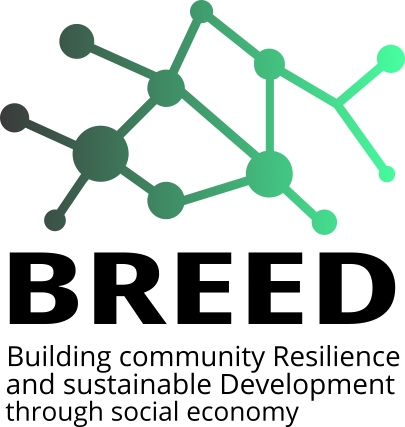 BREED
Building community Resilience
and sustainable Development
through social economy